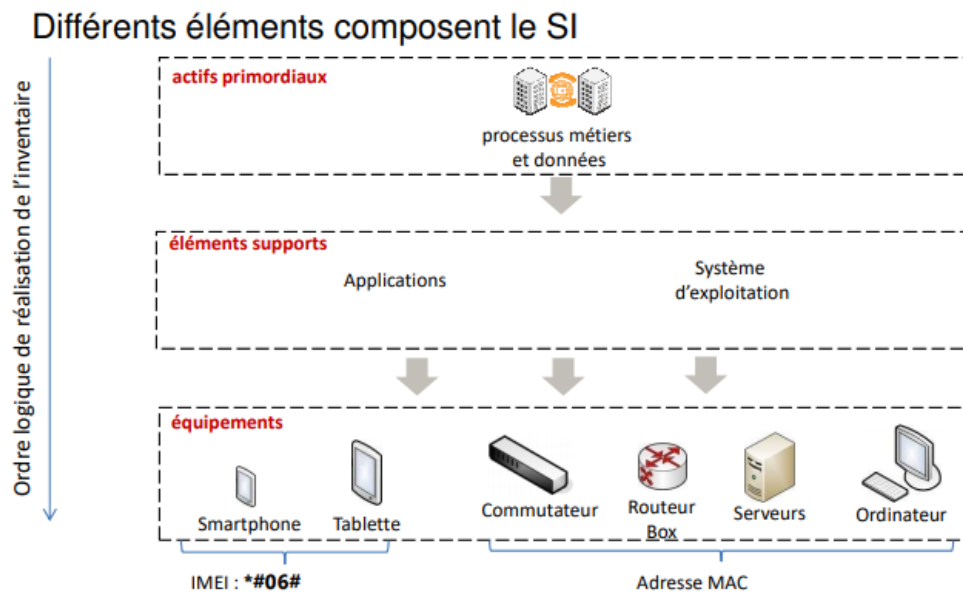 Différents éléments composent le SI
Ordre logique de réalisation de l'inventaire
actifs primordiaux
processus métiers
et données
éléments supports
Applications
Système
d'exploitation
équipements
Smartphone
Tablette
Commutateur
Routeur
Box
Serveurs
Ordinateur
IMEI : *#06#
Adresse MAC